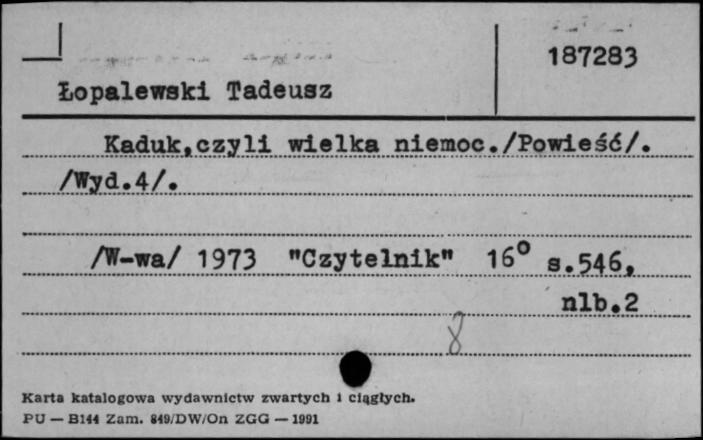 187283
Łopalewski Tadeusz
Kaduk,czyli wielka niemoc./Powieść/.
/Wyd.4/.
/W-wa/ 1973 "Czytelnik" 16° s.546,
nlb.2
8
Karta katalogowa wydawnictw zwartych i ciągłych.
PU — B144 Zam. 849/DW/On ZGG — 1991